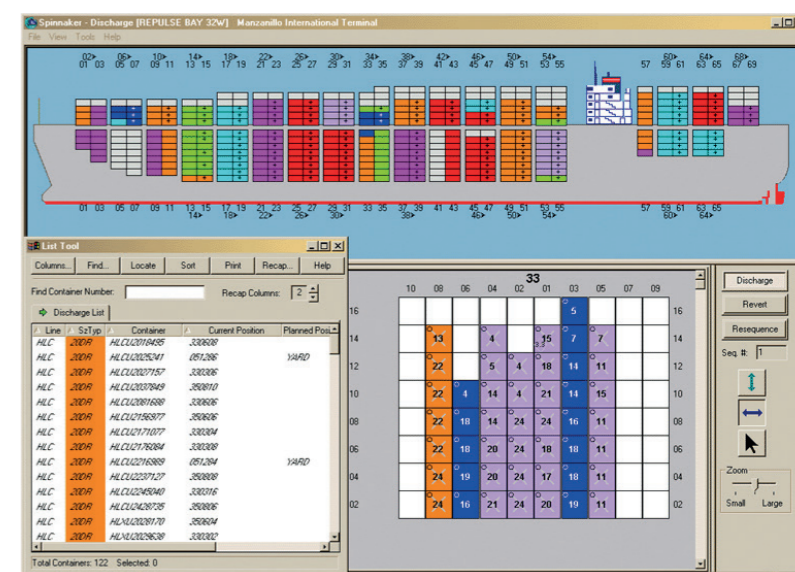 Spinnaker - Discharge [REPULSE BAY 32W] Manzanillo International Terminal
File View Tools Help
02> 06> 10> 14> 18> 22> 26> 30> 34> 38> 42> 46> 50> 54> 60> 64> 68>
01 03 05 07 09 11 13 15 17 19 21 23 25 27 29 31 33 35 37 39 41 43 45 47 49 51 53 55 57 59 61 63 65 67 69
01 03 05 07 09 11 13 15 17 19 21 23 25 27 29 31 33 35 37 39 41 43 45 47 49 51 53 55 57 59 61 63 65
14> 18> 22> 26> 30> 38> 46> 50> 54> 60> 64>
List Tool
Columns... Find... Locate Sort Print Recap... Help
Find Container Number: Recap Columns: 2
Discharge List
Line SzTyp Container Current Position Planned Posi
HLC 20DR HLCU2018495 330608
HLC 20DR HLCU2025241 051286 YARD
HLC 20DR HLCU2027157 330306
HLC 20DR HLCU2037849 350810
HLC 20DR HLCU2081688 330606
HLC 20DR HLCU2156977 350606
HLC 20DR HLCU2171077 330304
HLC 20DR HLCU2176084 330308
HLC 20DR HLCU2216989 051284 YARD
HLC 20DR HLCU2237127 350808
HLC 20DR HLCU2245040 330316
HLC 20DR HLCU2428735 350806
HLC 20DR HLXU2028170 350604
HLC 20DR HLXU2029638 330302
Total Containers: 122 Selected: 0
33
10 08 06 04 02 01 03 05 07 09
16 5 16
14 13 4 15 7 7 14
12 22 5 4 18 14 11 12
10 22 4 14 4 21 14 15 10
08 22 18 14 24 24 16 11 08
06 22 18 20 24 18 18 11 06
04 24 19 20 24 17 18 11 04
02 24 16 21 24 20 19 11 02
Discharge
Revert
Resequence
Seq. #: 1
Zoom
Small Large